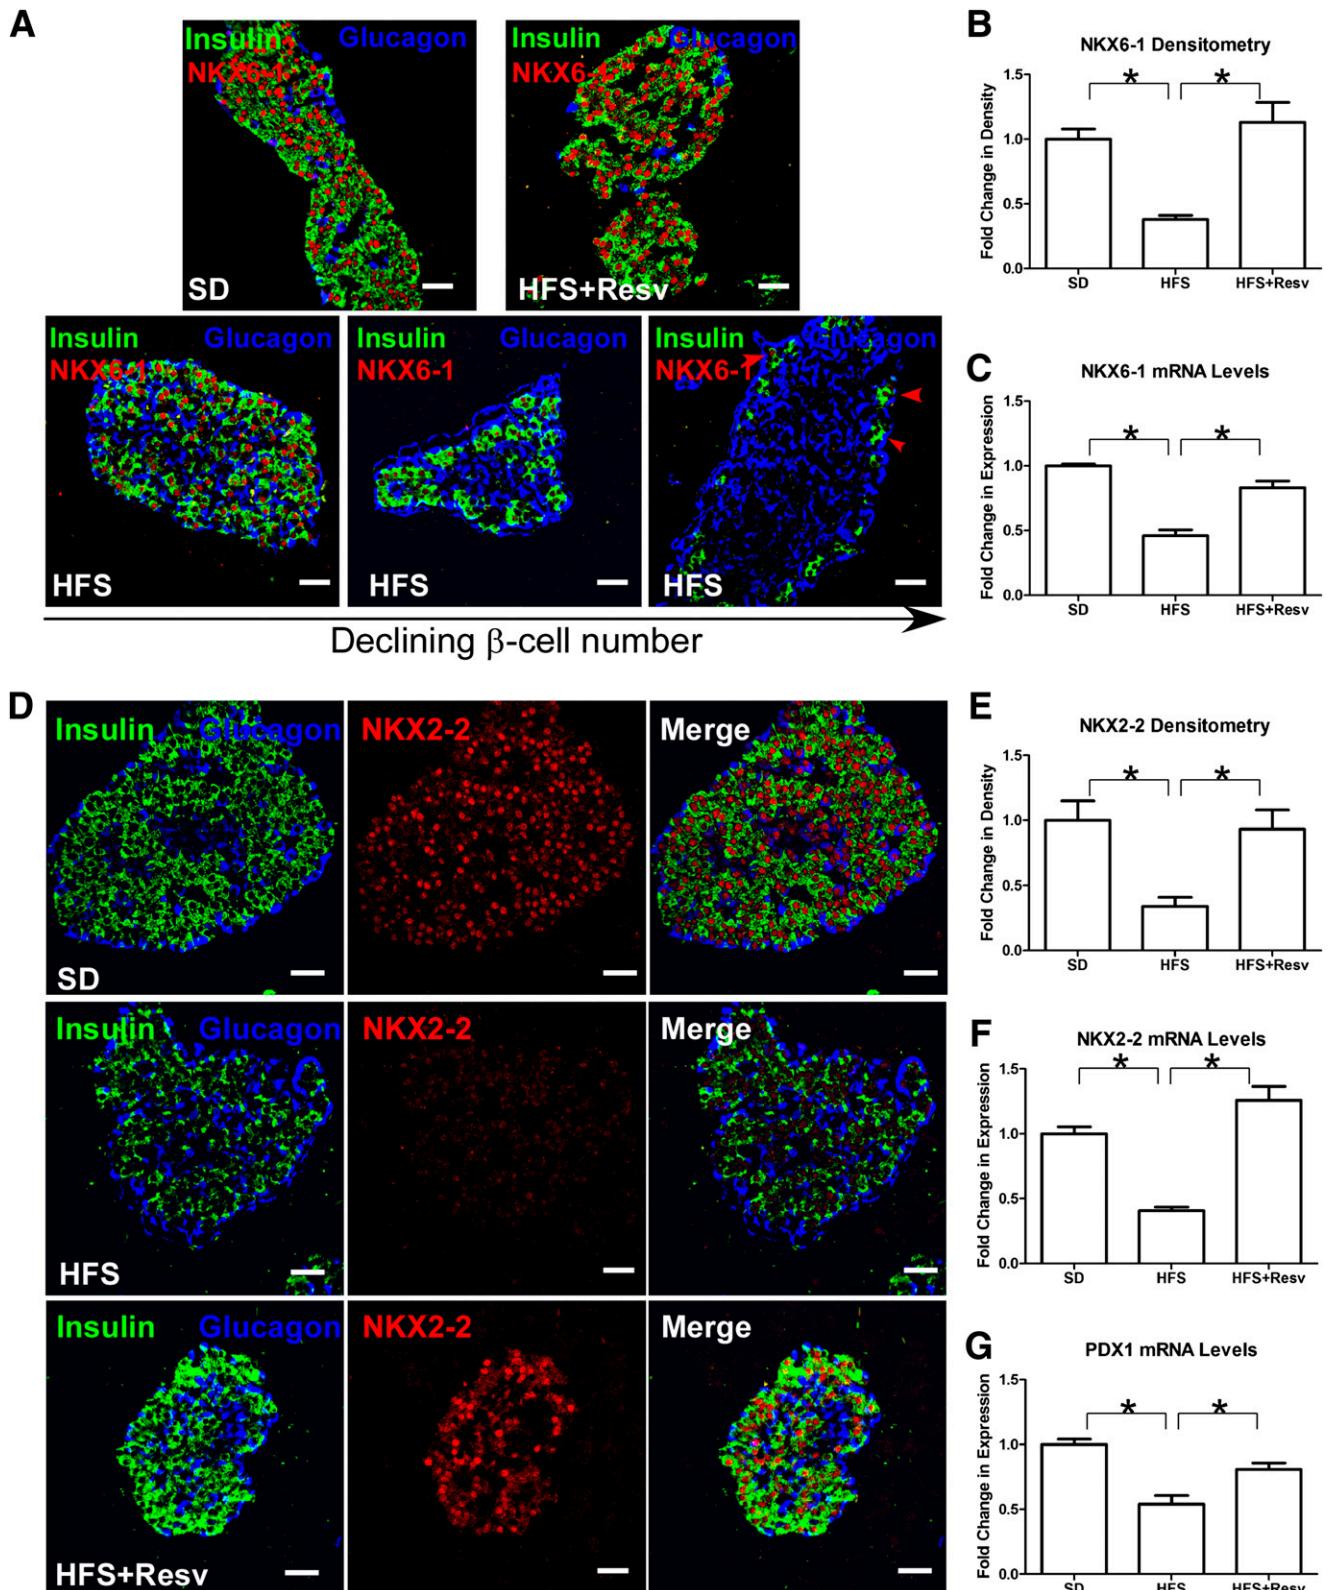 A
Insulin Glucagon
NKX6-1
SD
Insulin Glucagon
NKX6-1
HFS+Resv
Insulin Glucagon
NKX6-1
HFS
Insulin Glucagon
NKX6-1
HFS
Insulin Glucagon
NKX6-1
HFS
Declining β-cell number
B
NKX6-1 Densitometry
Fold Change in Density
1.5
*
*
1.0
0.5
0.0
SD HFS HFS+Resv
C
NKX6-1 mRNA Levels
Fold Change in Expression
1.5
*
*
1.0
0.5
0.0
SD HFS HFS+Resv
D
Insulin Glucagon
SD
NKX2-2
Merge
Insulin Glucagon
HFS
NKX2-2
Merge
Insulin Glucagon
HFS+Resv
NKX2-2
Merge
E
NKX2-2 Densitometry
Fold Change in Density
1.5
*
*
1.0
0.5
0.0
SD HFS HFS+Resv
F
NKX2-2 mRNA Levels
Fold Change in Expression
1.5
*
*
1.0
0.5
0.0
SD HFS HFS+Resv
G
PDX1 mRNA Levels
Fold Change in Expression
1.5
*
*
1.0
0.5
0.0
SD HFS HFS+Resv